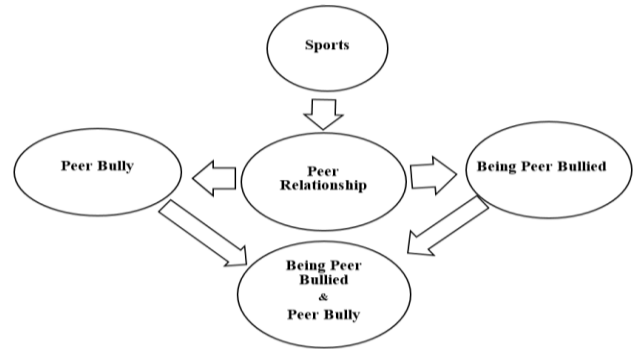 Sports
Peer Bully
Peer
Relationship
Being Peer Bullied
Being Peer
Bullied
&
Peer Bully